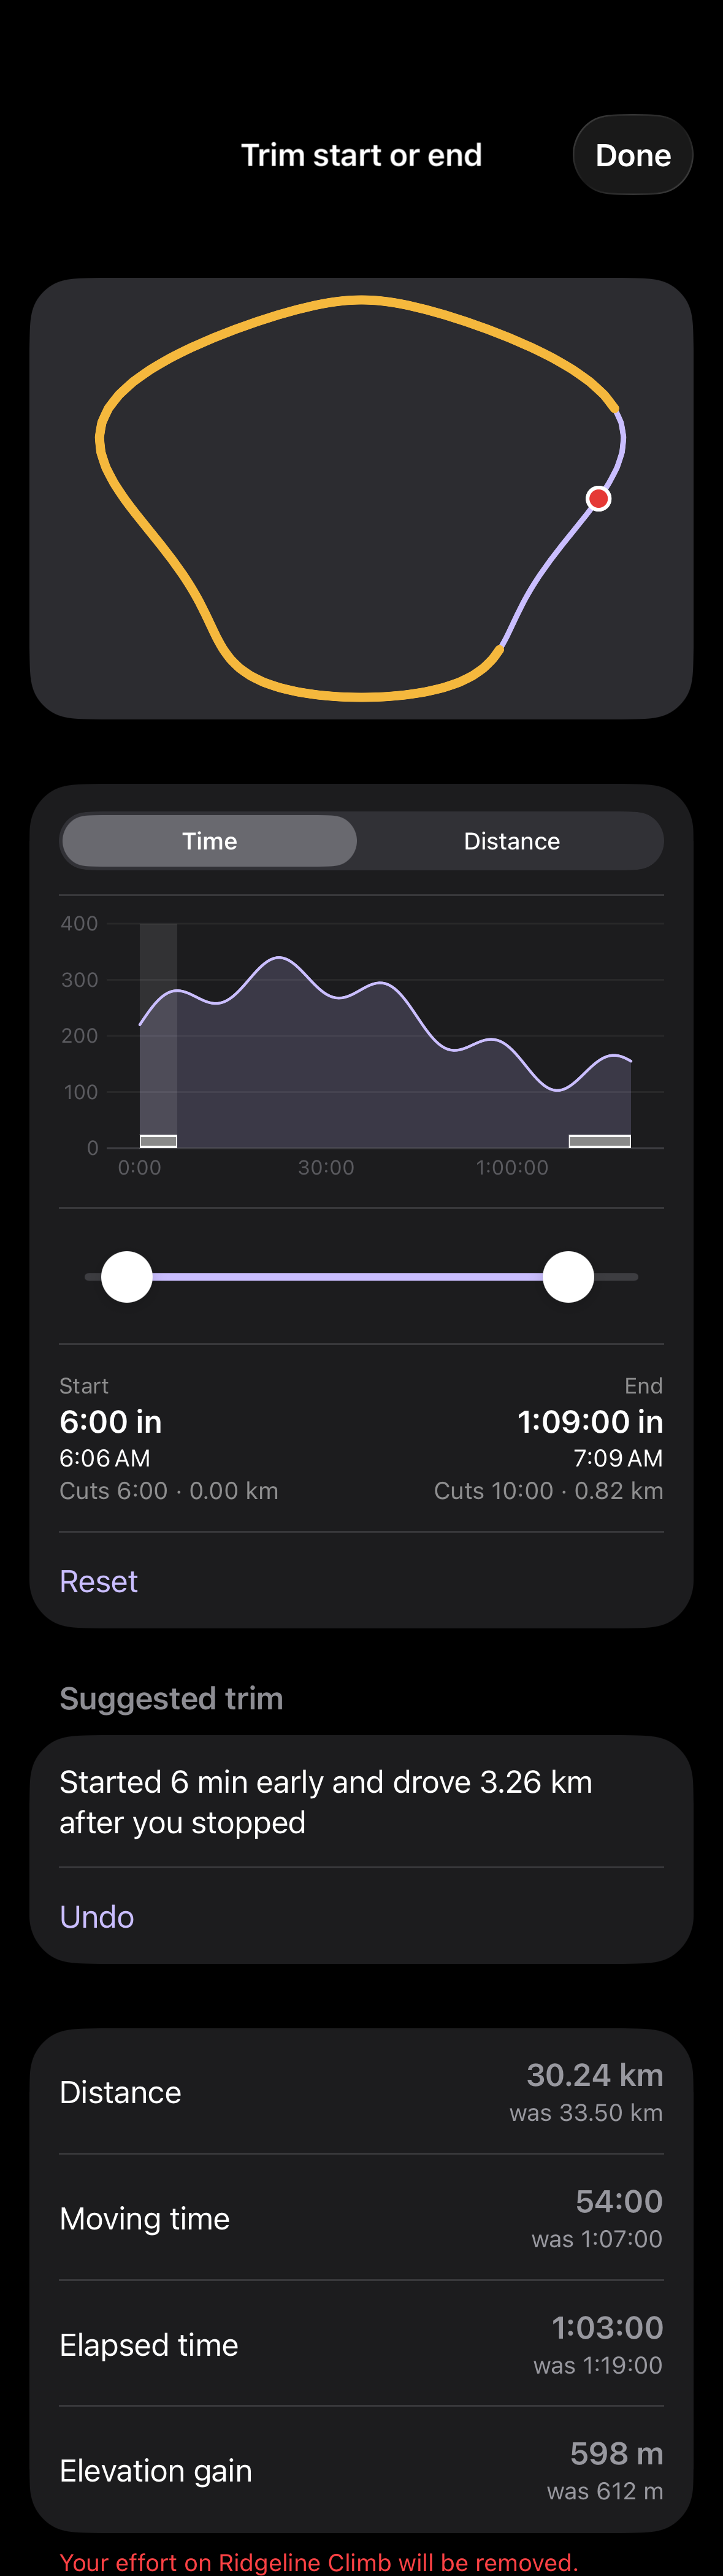 Trim start or end
Done
Time
Distance
400
300
200
100
0
0:00
30:00
1:00:00
Start
End
6:00 in
1:09:00 in
6:06 AM
7:09 AM
Cuts 6:00 · 0.00 km
Cuts 10:00 · 0.82 km
Reset
Suggested trim
Started 6 min early and drove 3.26 km
after you stopped
Undo
Distance
30.24 km
was 33.50 km
Moving time
54:00
was 1:07:00
Elapsed time
1:03:00
was 1:19:00
Elevation gain
598 m
was 612 m
Your effort on Ridgeline Climb will be removed.